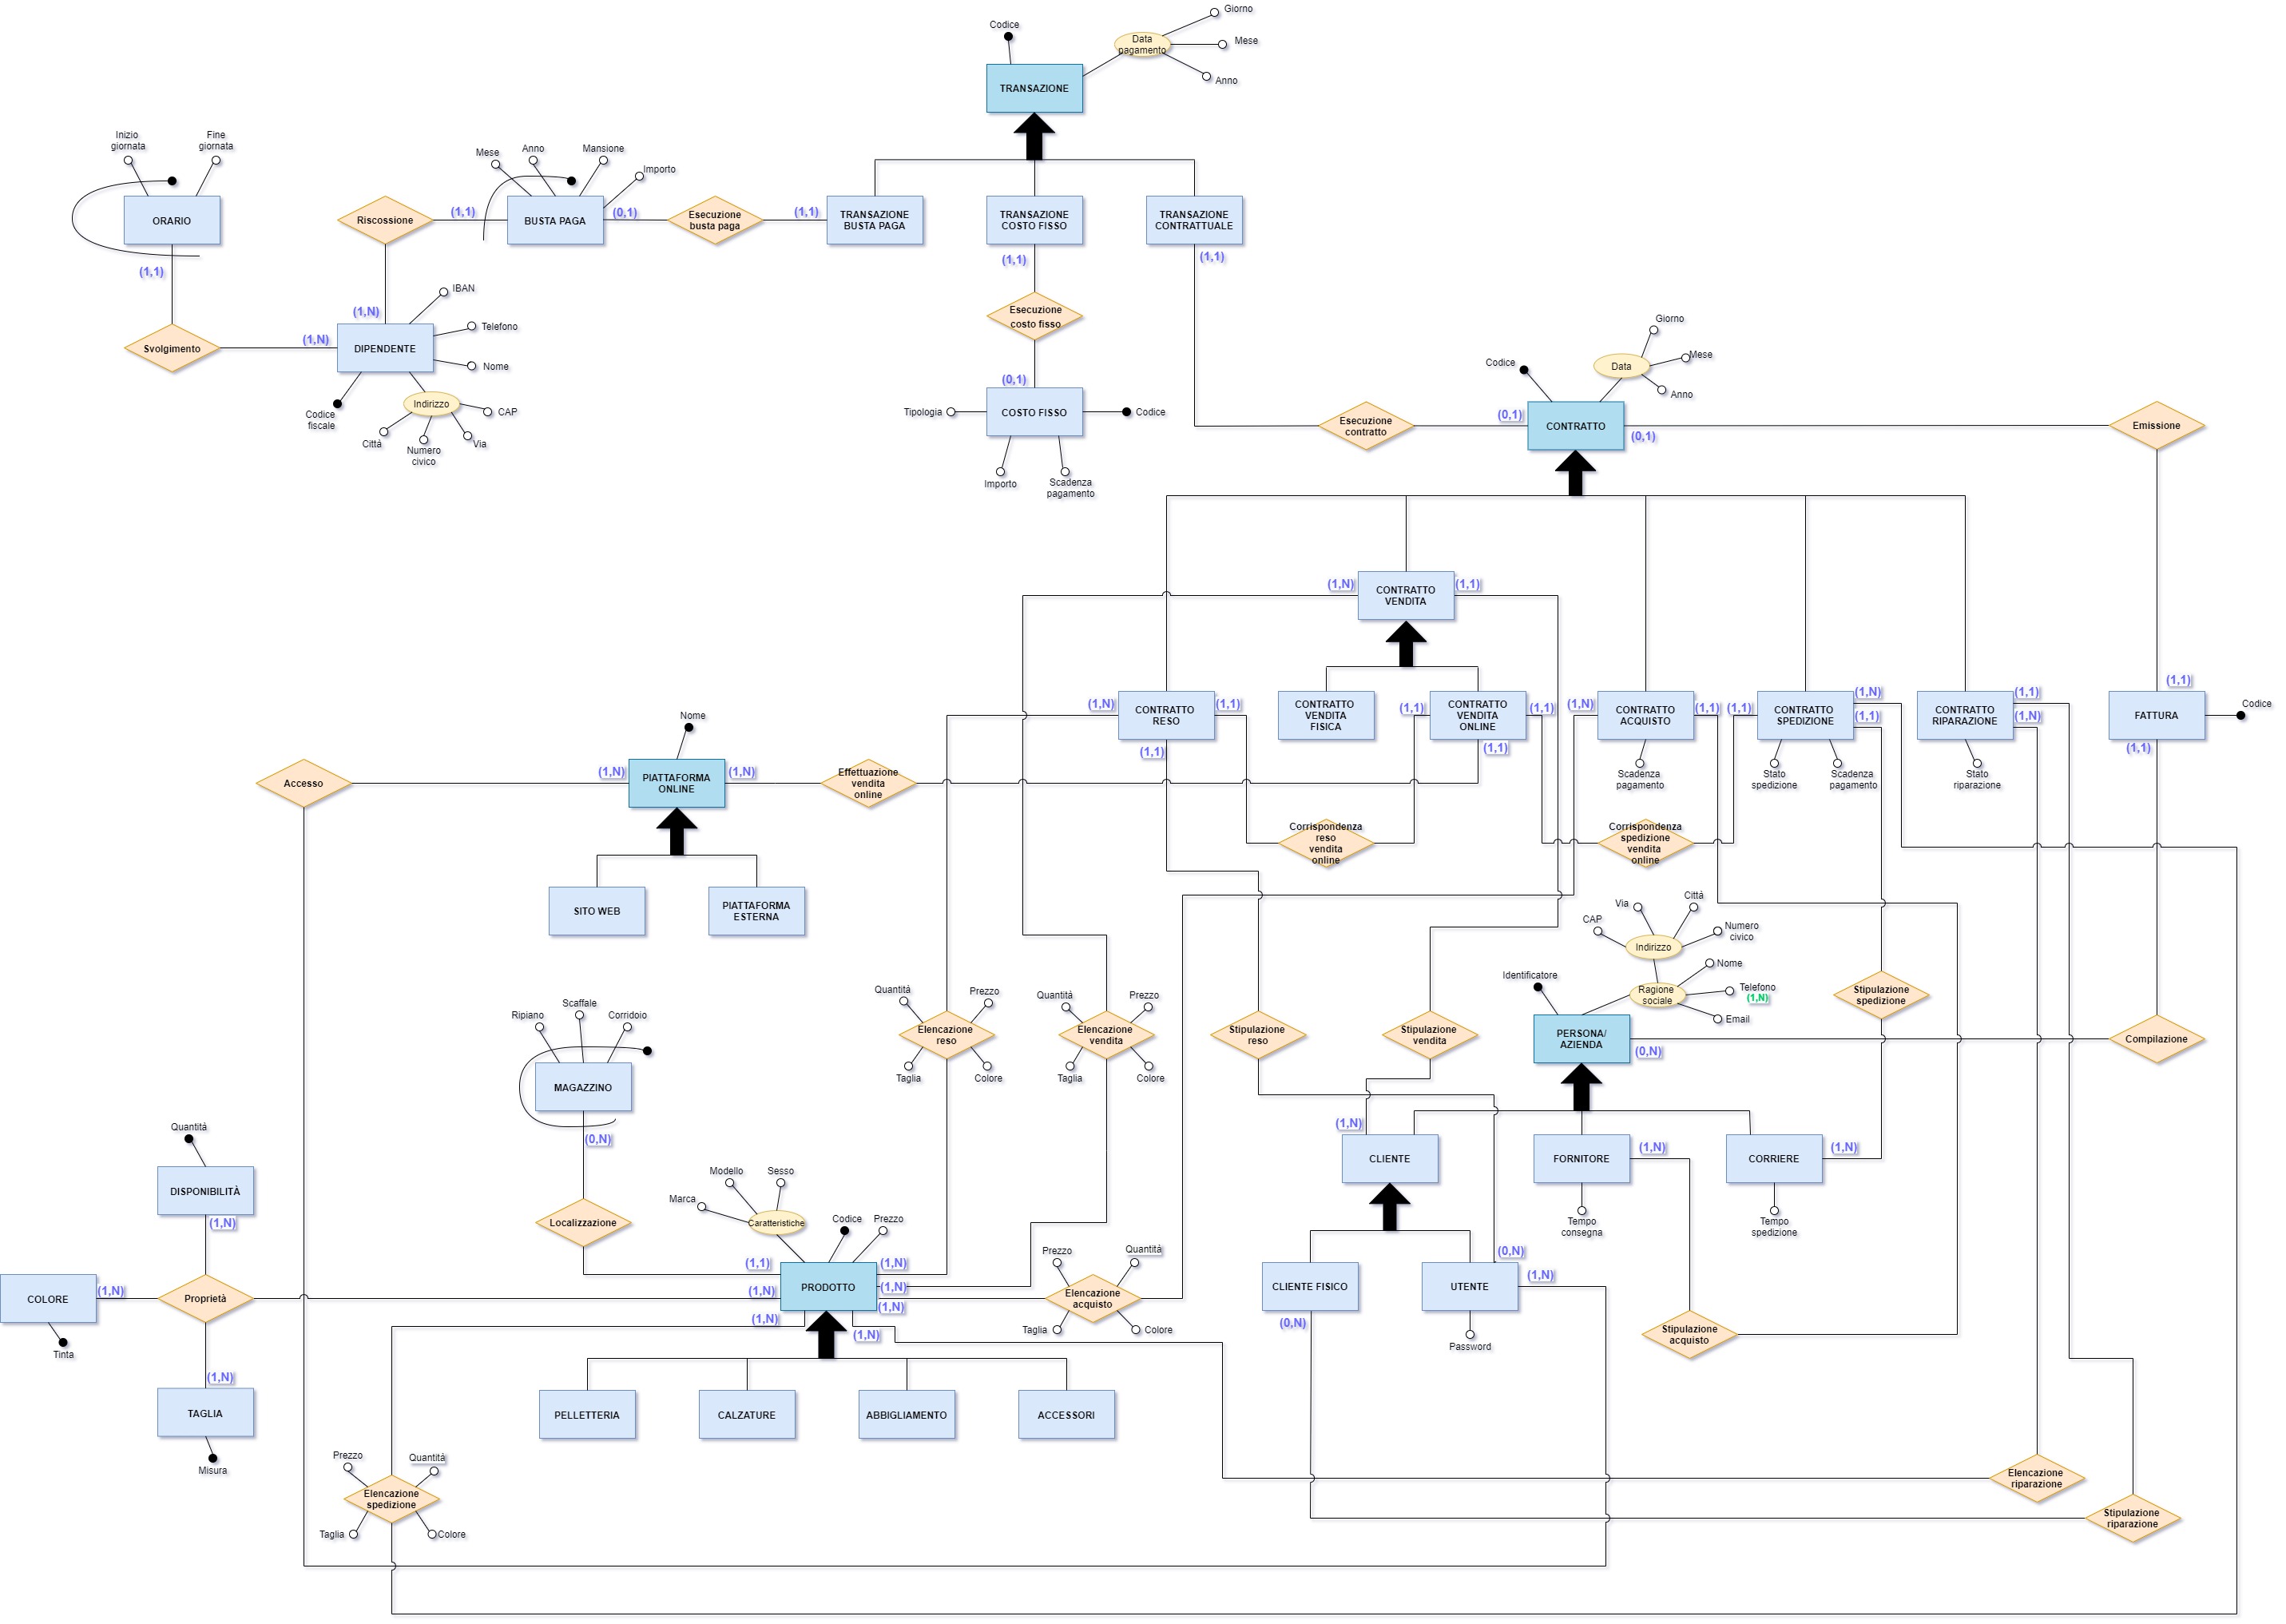 Giorno
Codice
Data
pagamento
Mese
Anno
TRANSAZIONE
Inizio
giornata
Fine
giornata
Mese
Anno
Mansione
Importo
ORARIO
Riscossione
(1,1)
BUSTA PAGA
(0,1)
Esecuzione
busta paga
(1,1)
TRANSAZIONE
BUSTA PAGA
TRANSAZIONE
COSTO FISSO
TRANSAZIONE
CONTRATTUALE
(1,1)
(1,1)
(1,1)
IBAN
(1,N)
Esecuzione
costo fisso
Giorno
Telefono
Svolgimento
(1,N)
DIPENDENTE
Nome
Codice
Data
Mese
Anno
Codice
fiscale
Indirizzo
CAP
Città
Numero
civico
Via
(0,1)
Tipologia
COSTO FISSO
Codice
Importo
Scadenza
pagamento
Esecuzione
contratto
(0,1)
CONTRATTO
(0,1)
Emissione
(1,N)
CONTRATTO
VENDITA
(1,1)
(1,N)
CONTRATTO
RESO
(1,1)
(1,1)
CONTRATTO
VENDITA
FISICA
(1,1)
CONTRATTO
VENDITA
ONLINE
(1,1)
(1,1)
(1,N)
CONTRATTO
ACQUISTO
(1,1)
Scadenza
pagamento
(1,1)
CONTRATTO
SPEDIZIONE
(1,N)
(1,1)
Stato
spedizione
Scadenza
pagamento
CONTRATTO
RIPARAZIONE
(1,1)
(1,N)
Stato
riparazione
(1,1)
FATTURA
Codice
(1,1)
Nome
Accesso
(1,N)
PIATTAFORMA
ONLINE
(1,N)
Effettuazione
vendita
online
Corrispondenza
reso
vendita
online
Corrispondenza
spedizione
vendita
online
SITO WEB
PIATTAFORMA
ESTERNA
Via
Città
CAP
Numero
civico
Indirizzo
Identificatore
Nome
Ragione
sociale
Telefono
(1,N)
Email
Stipulazione
spedizione
Ripiano
Scaffale
Corridoio
Quantità
Prezzo
Elencazione
reso
Taglia
Colore
Quantità
Prezzo
Elencazione
vendita
Taglia
Colore
Stipulazione
reso
Stipulazione
vendita
PERSONA/
AZIENDA
(0,N)
Compilazione
MAGAZZINO
(0,N)
Quantità
DISPONIBILITÀ
(1,N)
(1,N)
CLIENTE
FORNITORE
(1,N)
CORRIERE
(1,N)
Tempo
consegna
Tempo
spedizione
Localizzazione
Marca
Modello
Sesso
Caratteristiche
Codice
Prezzo
(1,1)
(1,N)
PRODOTTO
(1,N)
(1,N)
(1,N)
(1,N)
(1,N)
Prezzo
Quantità
Elencazione
acquisto
Taglia
Colore
COLORE
(1,N)
Proprietà
Tinta
(1,N)
TAGLIA
Misura
CLIENTE FISICO
(0,N)
(0,N)
UTENTE
(1,N)
Password
Stipulazione
acquisto
PELLETTERIA
CALZATURE
ABBIGLIAMENTO
ACCESSORI
Prezzo
Quantità
Elencazione
spedizione
Taglia
Colore
Elencazione
riparazione
Stipulazione
riparazione